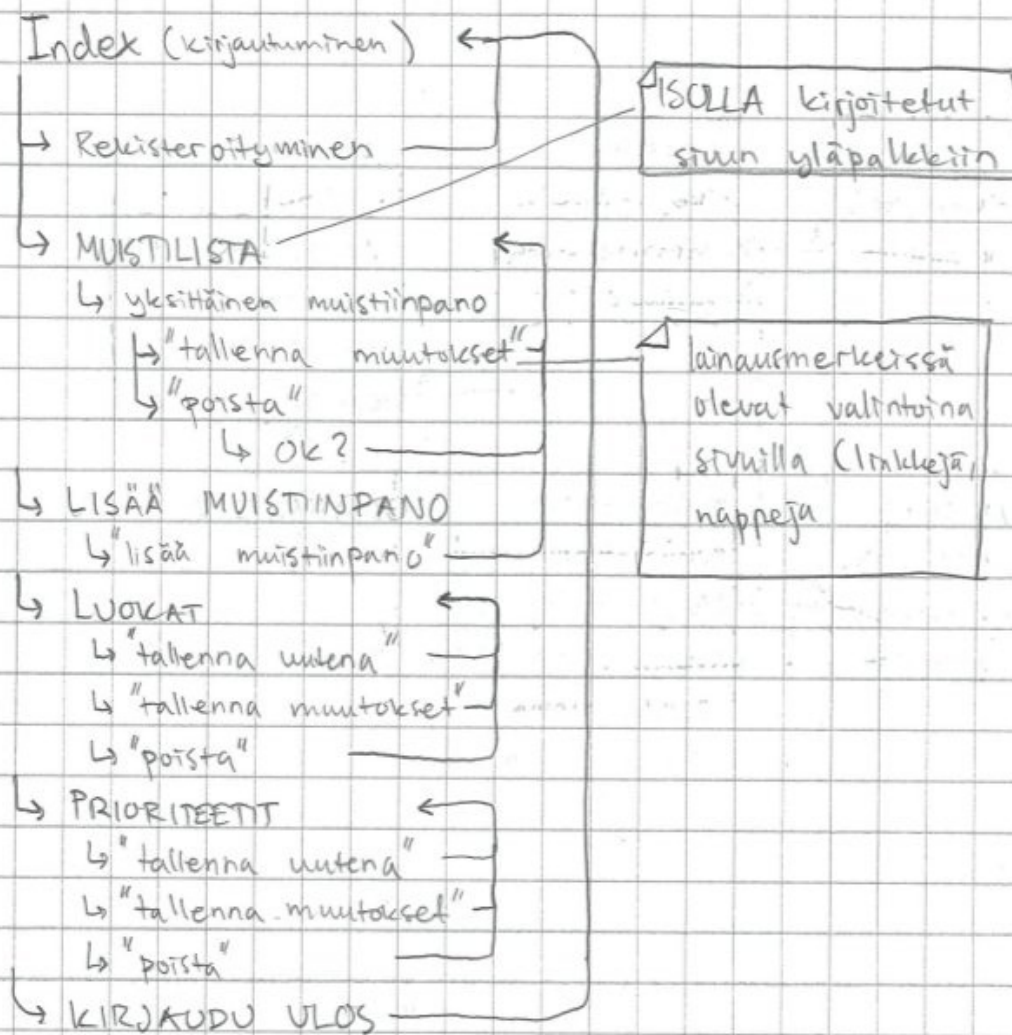 Index (kirjautuminen)
Rekisteröityminen
MUISTILISTA
yksittäinen muistiinpano
"tallenna muutokset"
"poista"
OK?
LISÄÄ MUISTIINPANO
"lisää muistiinpano"
LUOKAT
"tallenna uutena"
"tallenna muutokset"
"poista"
PRIORITEETIT
"tallenna uutena"
"tallenna muutokset"
"poista"
KIRJAUDU ULOS
ISOLLA kirjoitetut
sivun yläpalkkiin
lainausmerkeissä
olevat valintoina
sivuilla (linkkejä,
nappeja